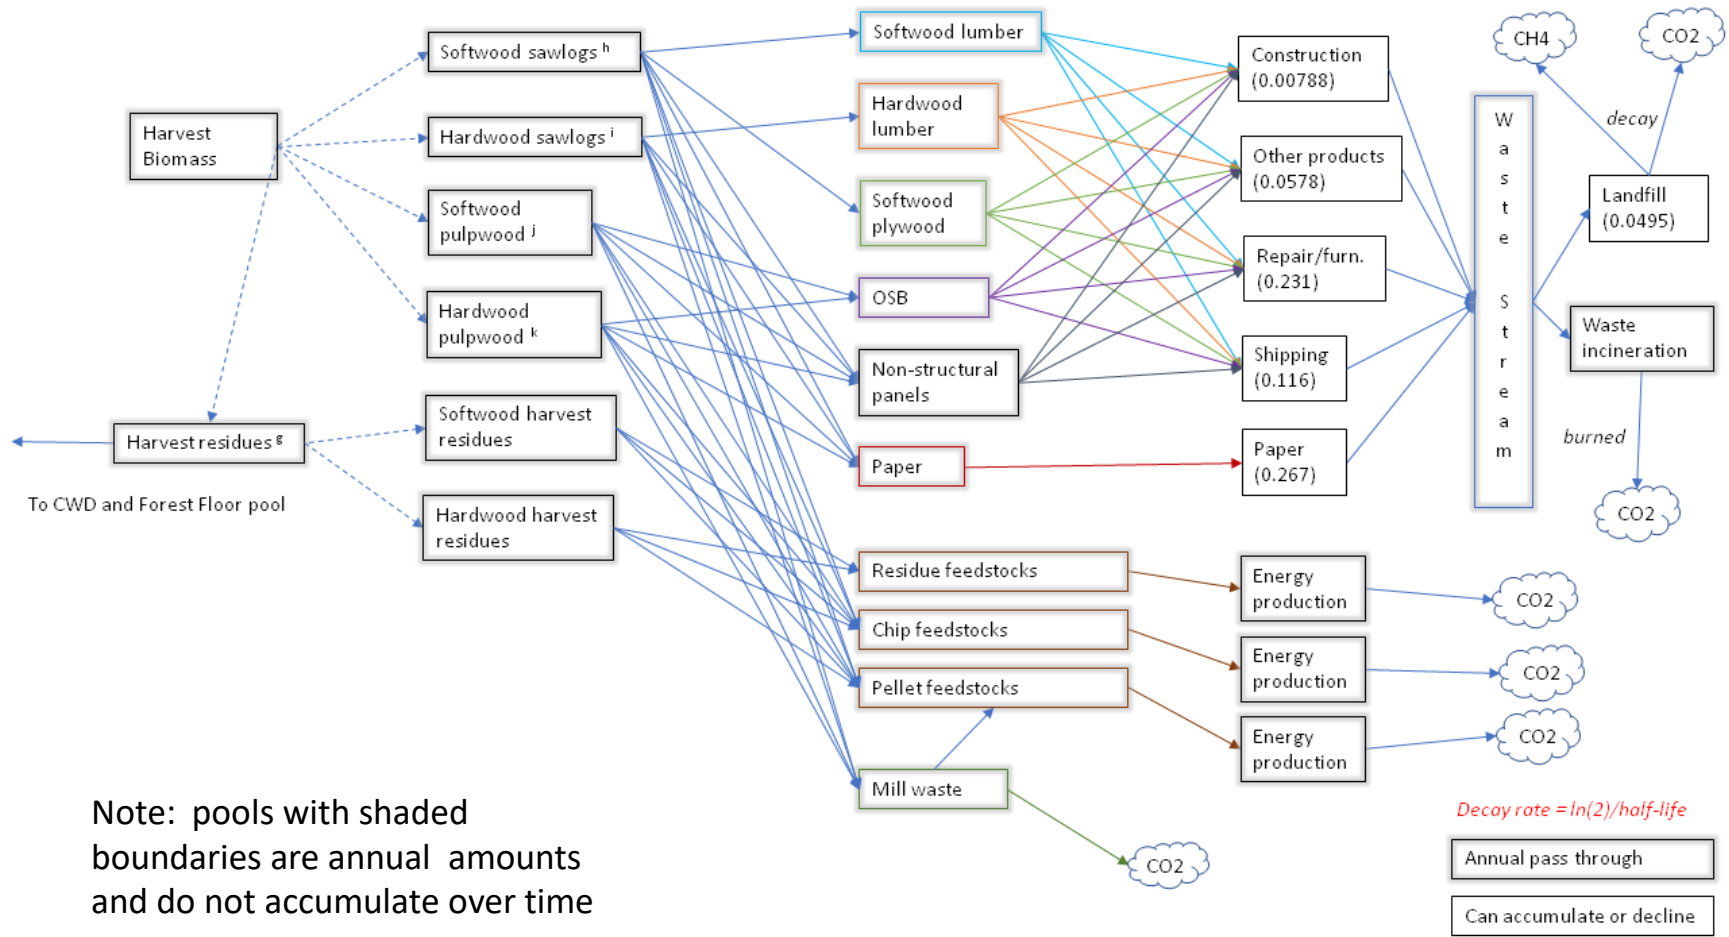 Harvest
Biomass
Softwood sawlogs h
Hardwood sawlogs i
Softwood
pulpwood j
Hardwood
pulpwood k
Harvest residues g
To CWD and Forest Floor pool
Softwood harvest
residues
Hardwood harvest
residues
Softwood lumber
Hardwood
lumber
Softwood
plywood
OSB
Non-structural
panels
Paper
Residue feedstocks
Chip feedstocks
Pellet feedstocks
Mill waste
CO2
Construction
(0.00788)
Other products
(0.0578)
Repair/furn.
(0.231)
Shipping
(0.116)
Paper
(0.267)
Energy
production
CO2
Energy
production
CO2
Energy
production
CO2
W
a
s
t
e
S
t
r
e
a
m
CH4
CO2
decay
Landfill
(0.0495)
Waste
incineration
burned
CO2
Note: pools with shaded
boundaries are annual amounts
and do not accumulate over time
Decay rate = ln(2)/half-life
Annual pass through
Can accumulate or decline